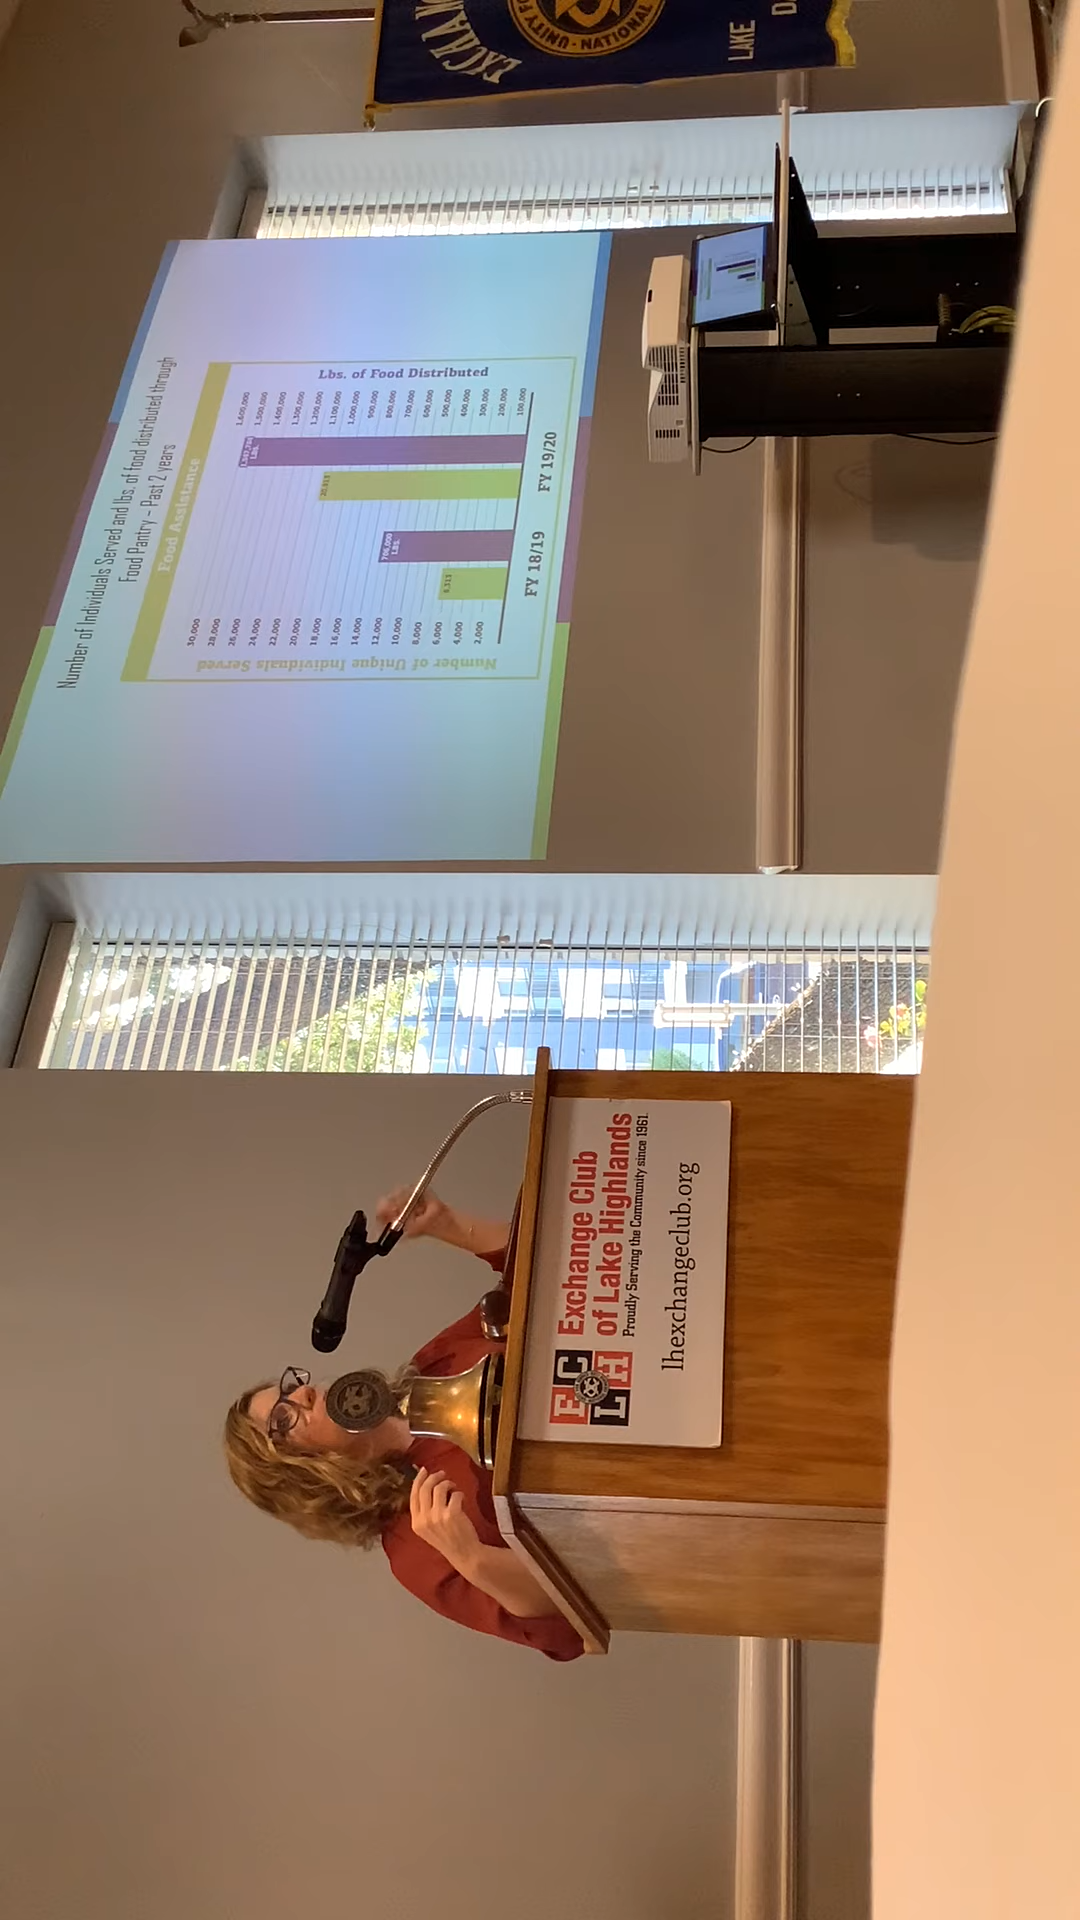 Number of Individuals Served and lbs. of food distributed through
Food Pantry – Past 2 years
Food Assistance
Number of Unique Individuals Served
30,000
28,000
26,000
24,000
22,000
20,000
18,000
16,000
14,000
12,000
10,000
8,000
6,000
4,000
2,000
706,000
LBS.
LBS.
FY 18/19
FY 19/20
1,600,000
1,500,000
1,400,000
1,300,000
1,200,000
1,100,000
1,000,000
900,000
800,000
700,000
600,000
500,000
400,000
300,000
200,000
100,000
Lbs. of Food Distributed
NATIONAL
LAKE
E C
L H
Exchange Club
of Lake Highlands
Proudly Serving the Community since 1961.
lhexchangeclub.org